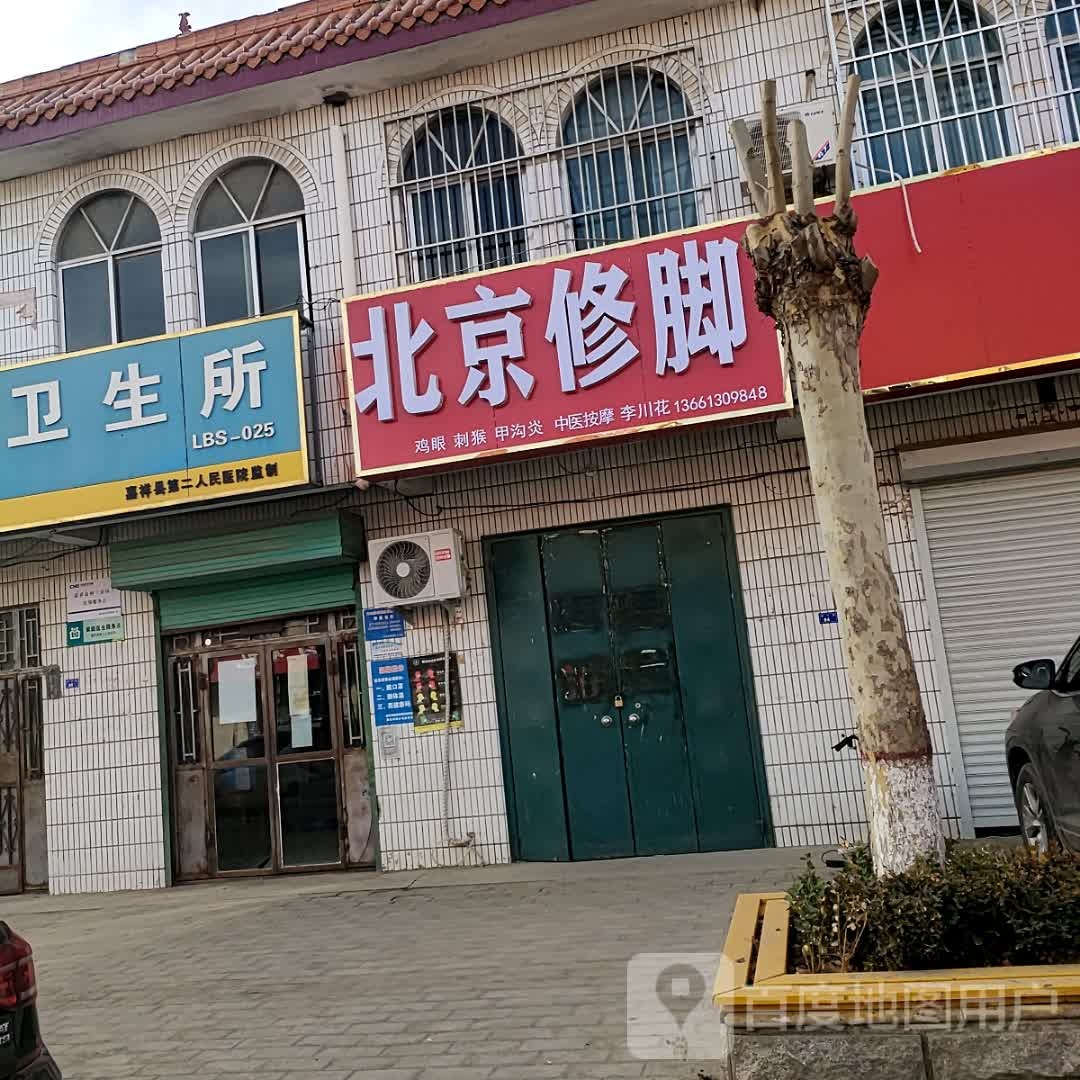 卫生所
LBS-025
嘉祥县第二人民医院监制
北京修脚
鸡眼 刺猴 甲沟炎 中医按摩 李川花 13661309848
百度地图用户